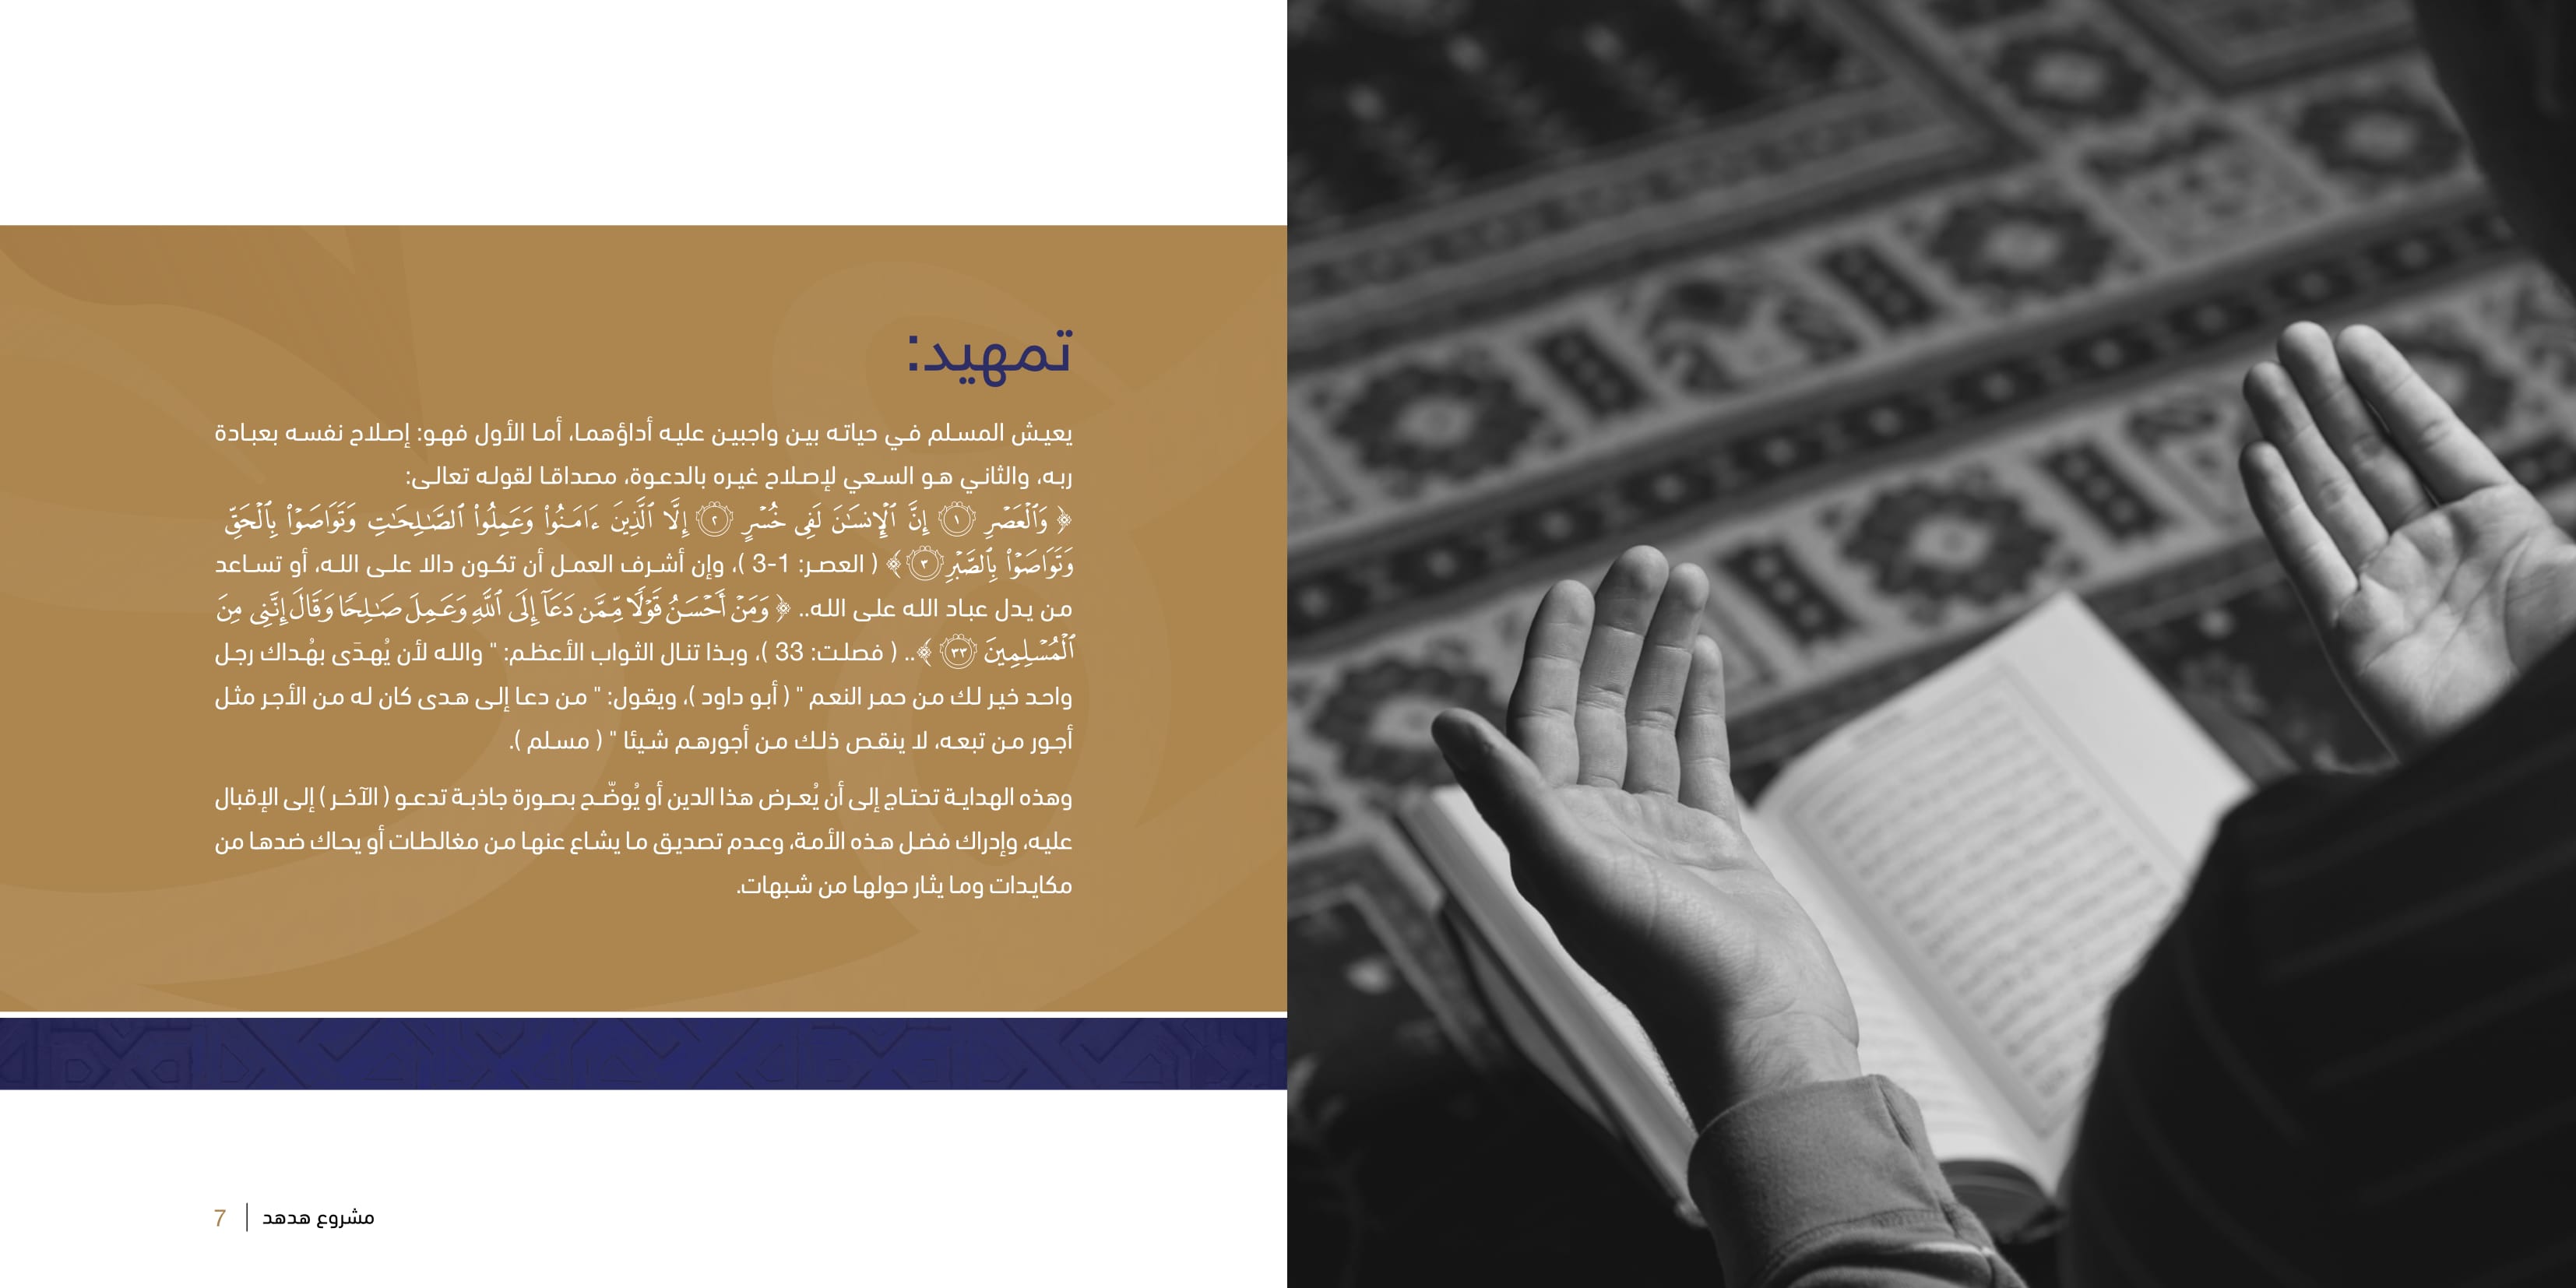 تمهيد:
يعيش المسلم في حياته بين واجبين عليه أداؤهما، أما الأول فهو: إصلاح نفسه بعبادة
ربه، والثاني هو السعي لإصلاح غيره بالدعوة، مصداقا لقوله تعالى:
﴿ وَٱلۡعَصۡرِ ۝١ إِنَّ ٱلۡإِنسَٰنَ لَفِي خُسۡرٍ ۝٢ إِلَّا ٱلَّذِينَ ءَامَنُواْ وَعَمِلُواْ ٱلصَّٰلِحَٰتِ وَتَوَاصَوۡاْ بِٱلۡحَقِّ
وَتَوَاصَوۡاْ بِٱلصَّبۡرِ ۝٣ ﴾ ( العصر: 1-3 )، وإن أشرف العمل أن تكون دالا على الله، أو تساعد
من يدل عباد الله على الله.. ﴿ وَمَنۡ أَحۡسَنُ قَوۡلٗا مِّمَّن دَعَآ إِلَى ٱللَّهِ وَعَمِلَ صَٰلِحٗا وَقَالَ إِنَّنِي مِنَ
ٱلۡمُسۡلِمِينَ ۝٣٣ ﴾.. ( فصلت: 33 )، وبذا تنال الثواب الأعظم: " والله لأن يُهدَى بهُداك رجل
واحد خير لك من حمر النعم " ( أبو داود )، ويقول: " من دعا إلى هدى كان له من الأجر مثل
أجور من تبعه، لا ينقص ذلك من أجورهم شيئا " ( مسلم ).
وهذه الهداية تحتاج إلى أن يُعرض هذا الدين أو يُوضّح بصورة جاذبة تدعو ( الآخر ) إلى الإقبال
عليه، وإدراك فضل هذه الأمة، وعدم تصديق ما يشاع عنها من مغالطات أو يحاك ضدها من
مكايدات وما يثار حولها من شبهات.
مشروع هدهد | 7